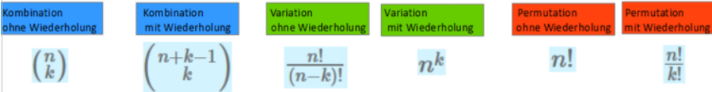 Kombination
ohne Wiederholung
Kombination
mit Wiederholung
Variation
ohne Wiederholung
Variation
mit Wiederholung
Permutation
ohne Wiederholung
Permutation
mit Wiederholung
(n k)
(n+k−1 k)
n!/(n−k)!
n^k
n!
n!/k!